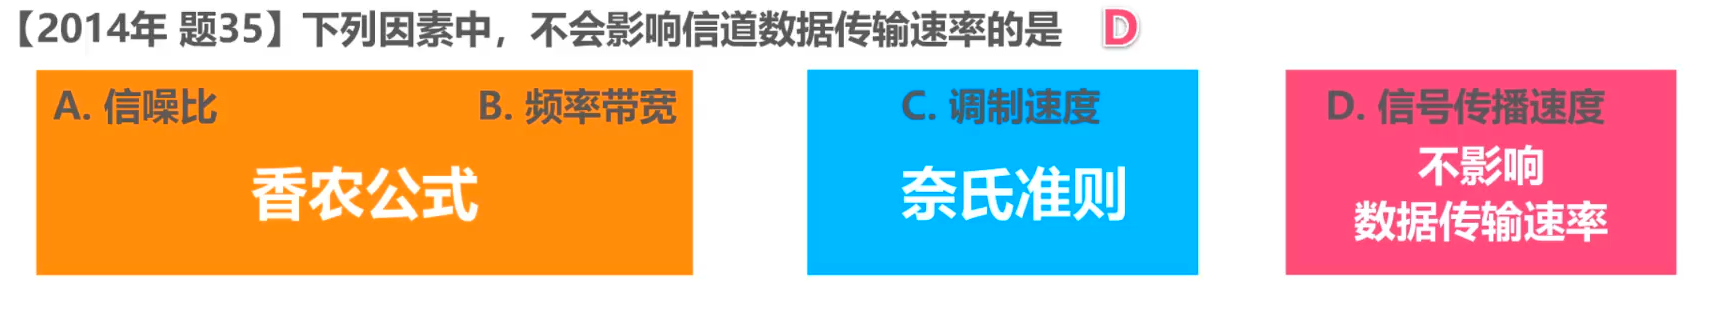 【2014年 题35】下列因素中，不会影响信道数据传输速率的是 D
A. 信噪比 B. 频率带宽 C. 调制速度 D. 信号传播速度
香农公式
奈氏准则
不影响
数据传输速率